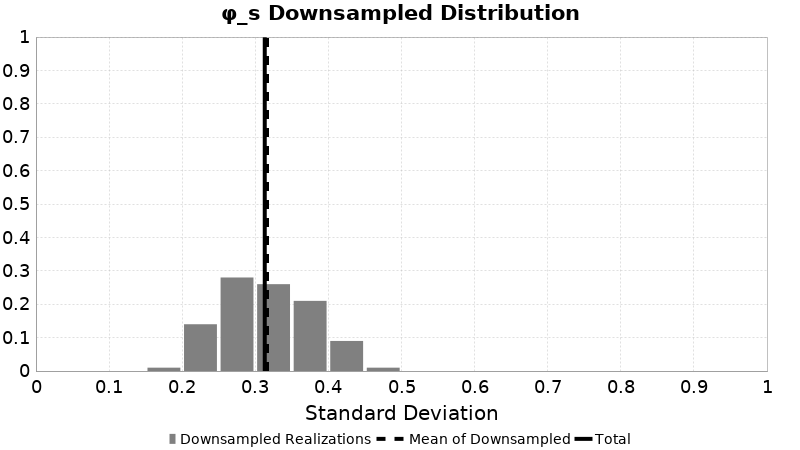 φ_s Downsampled Distribution
1
0.9
0.8
0.7
0.6
0.5
0.4
0.3
0.2
0.1
0
0 0.1 0.2 0.3 0.4 0.5 0.6 0.7 0.8 0.9 1
Standard Deviation
Downsampled Realizations Mean of Downsampled Total